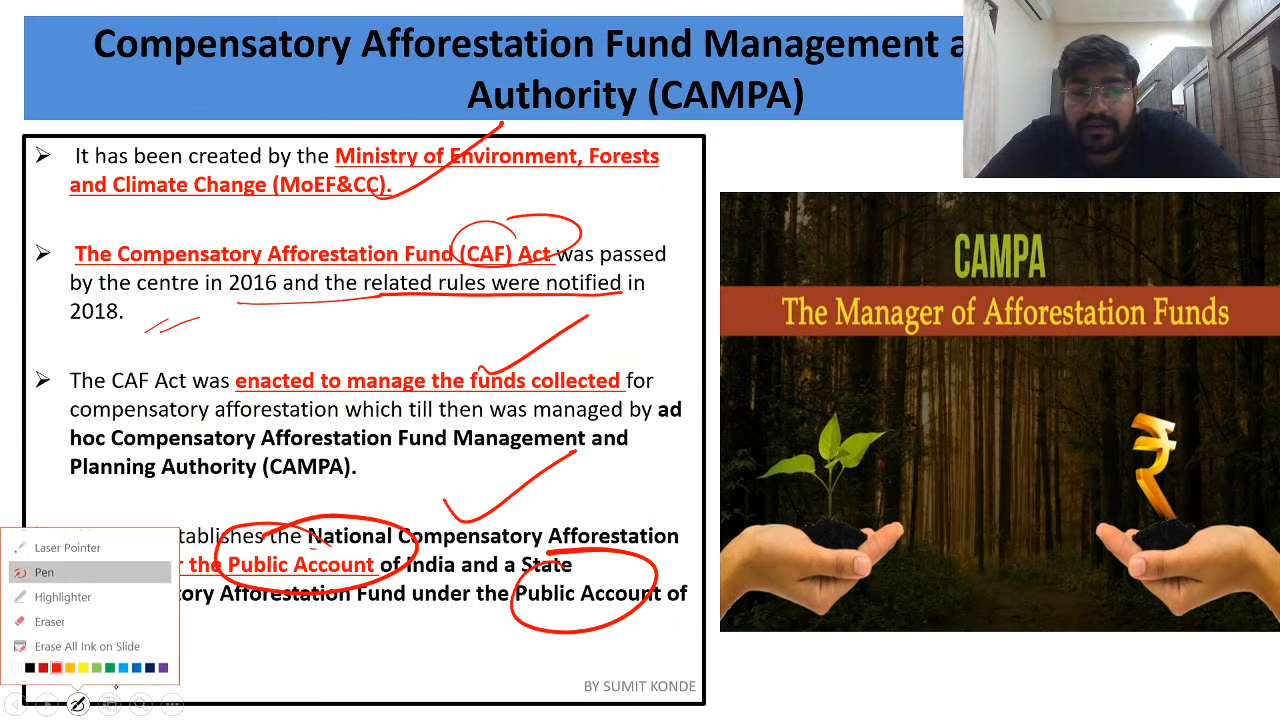 Compensatory Afforestation Fund Management a
Authority (CAMPA)
➢ It has been created by the Ministry of Environment, Forests
and Climate Change (MoEF&CC).
➢ The Compensatory Afforestation Fund (CAF) Act was passed
by the centre in 2016 and the related rules were notified in
2018.
➢ The CAF Act was enacted to manage the funds collected for
compensatory afforestation which till then was managed by ad
hoc Compensatory Afforestation Fund Management and
Planning Authority (CAMPA).
tablishes the National Compensatory Afforestation
r the Public Account of India and a State
tory Afforestation Fund under the Public Account of
BY SUMIT KONDE
CAMPA
The Manager of Afforestation Funds
Laser Pointer
Pen
Highlighter
Eraser
Erase All Ink on Slide